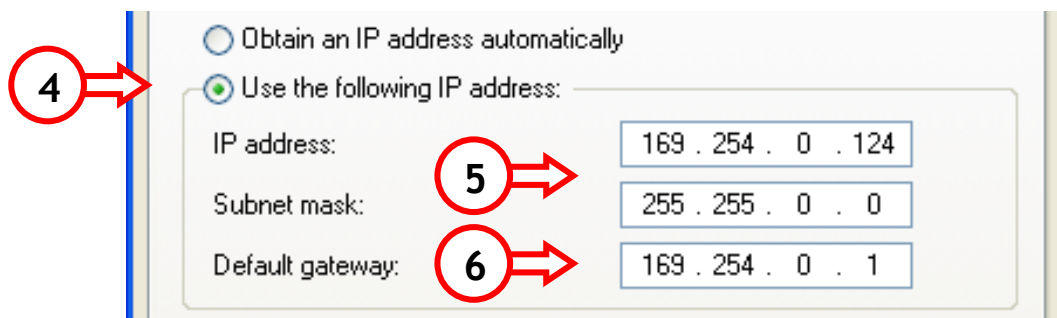 Obtain an IP address automatically
4
Use the following IP address:
IP address: 169 . 254 . 0 . 124
5
Subnet mask: 255 . 255 . 0 . 0
Default gateway: 6 169 . 254 . 0 . 1